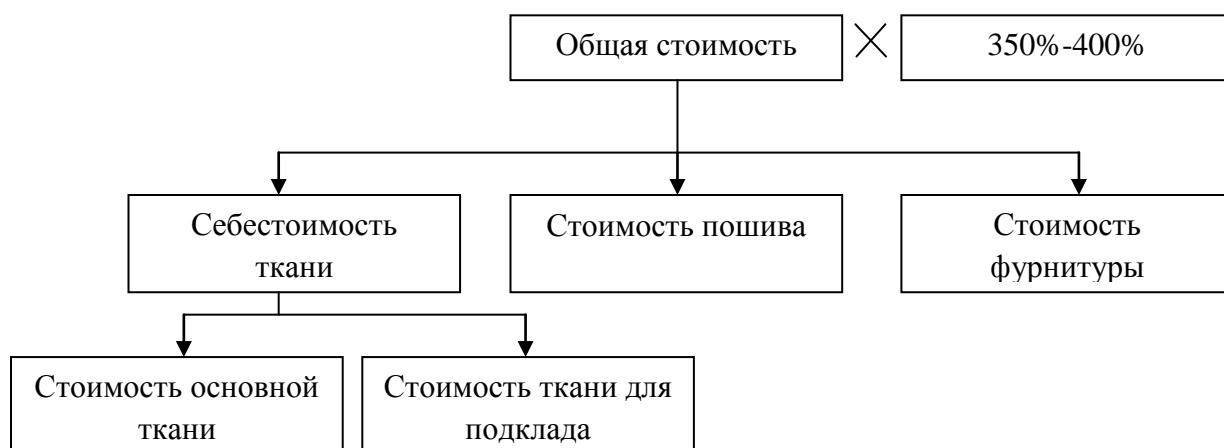 Общая стоимость
350%-400%
Себестоимость
ткани
Стоимость пошива
Стоимость
фурнитуры
Стоимость основной
ткани
Стоимость ткани для
подклада